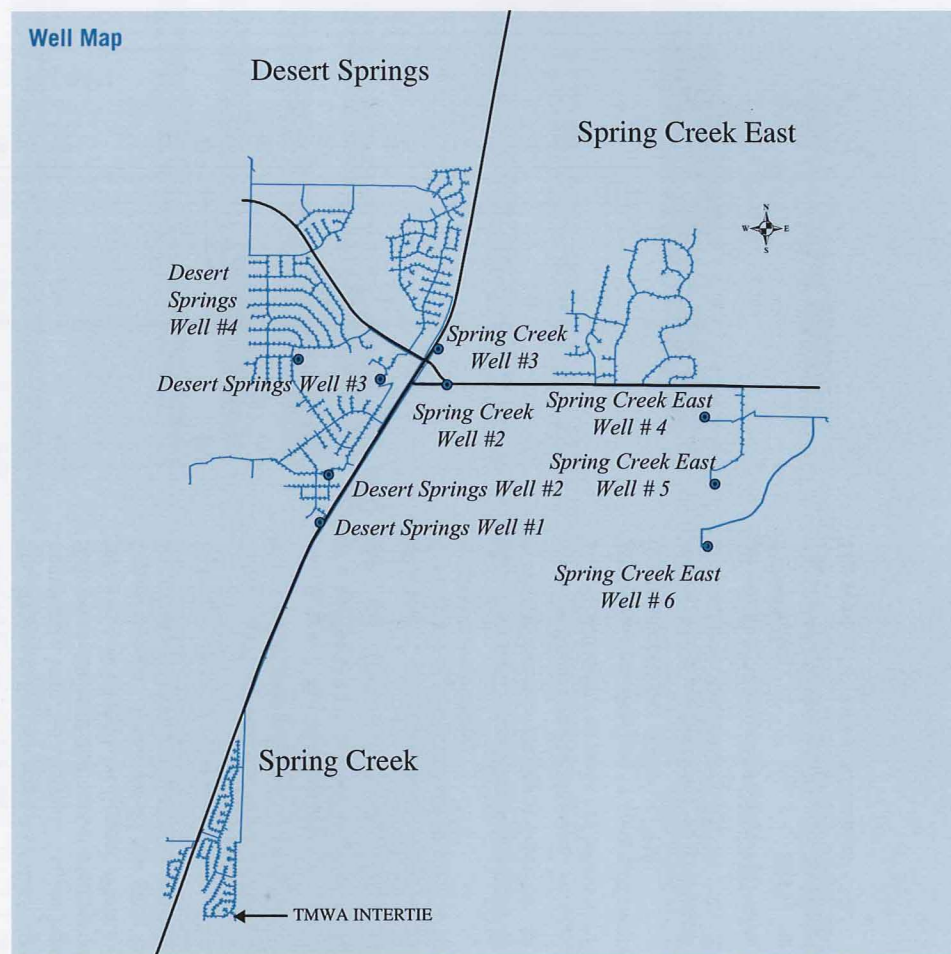 Well Map
Desert Springs
Spring Creek East
N
W E
S
Desert
Springs
Well #4
Spring Creek
Well #3
Desert Springs Well #3
Spring Creek
Well #2
Spring Creek East
Well # 4
Spring Creek East
Well # 5
Desert Springs Well #2
Desert Springs Well #1
Spring Creek East
Well # 6
Spring Creek
TMWA INTERTIE